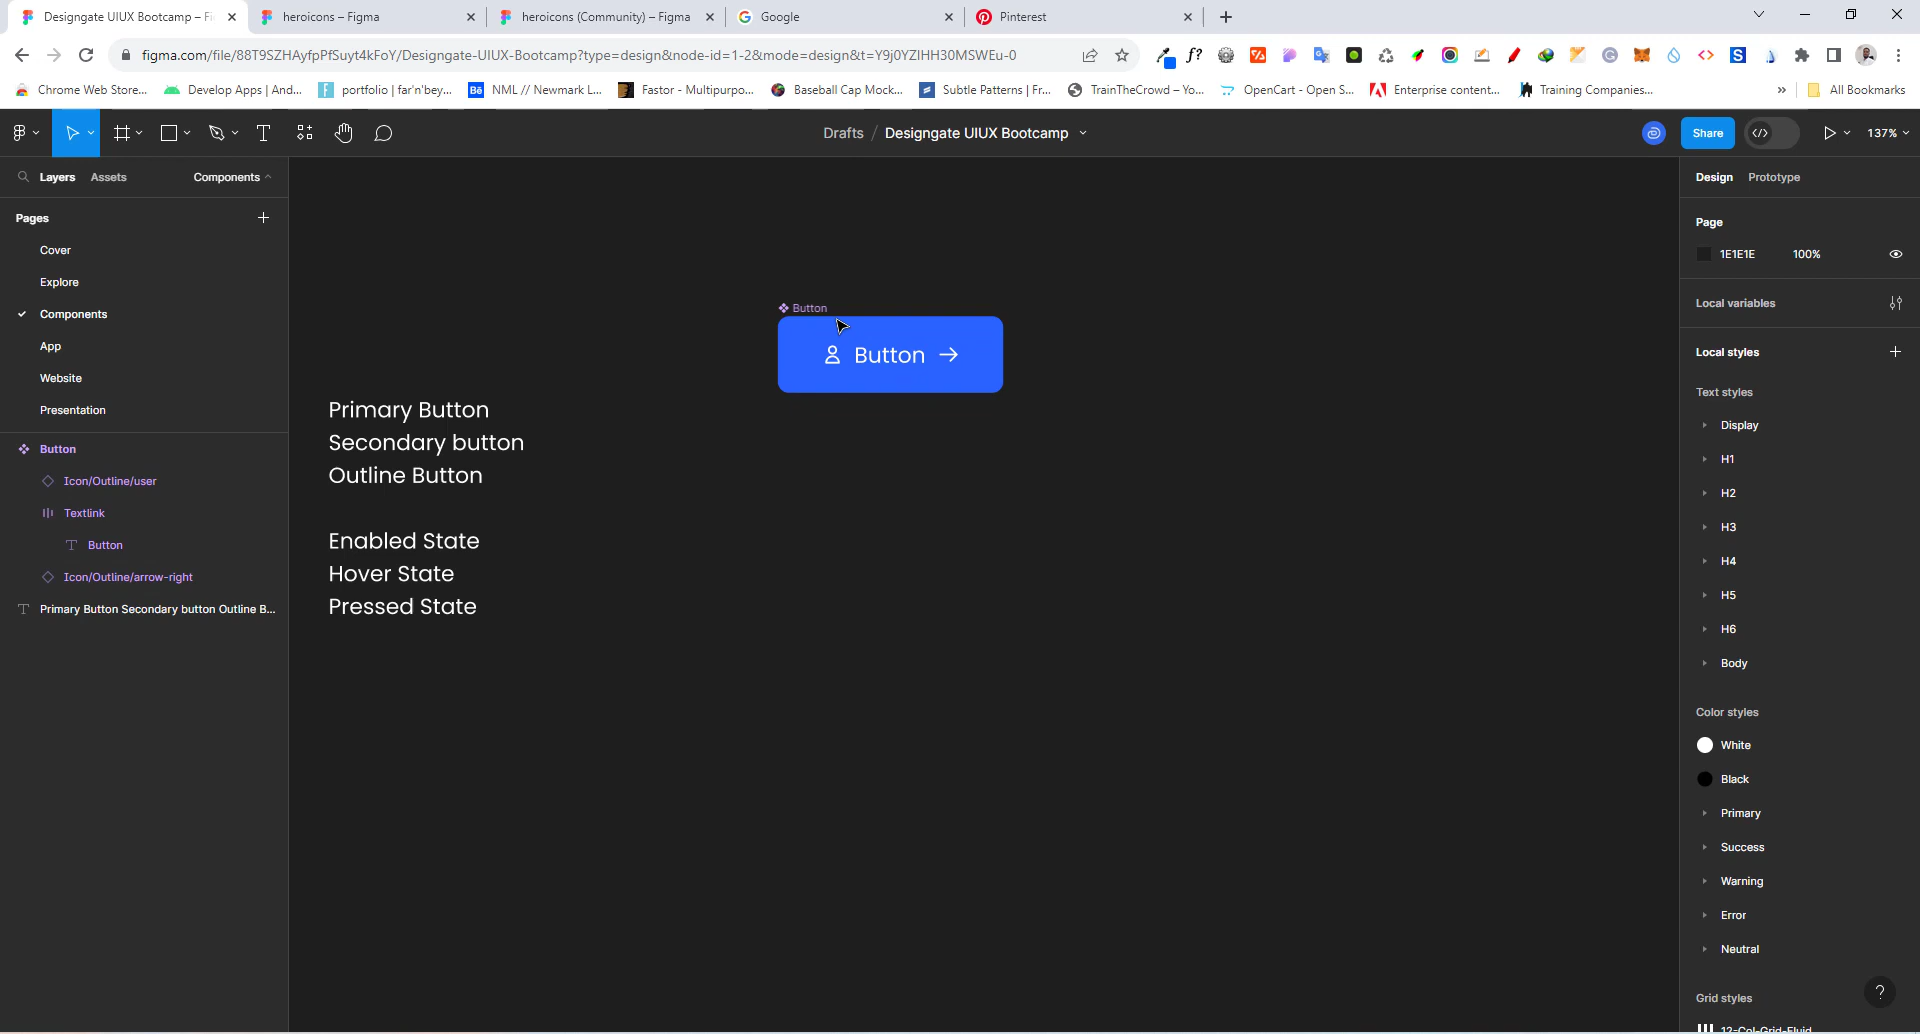 Designgate UIUX Bootcamp – Fi
heroicons – Figma
heroicons (Community) – Figma
Google
Pinterest
figma.com/file/88T9SZHAyfpPfSuyt4kFoY/Designgate-UIUX-Bootcamp?type=design&node-id=1-2&mode=design&t=Y9j0YZIHH30MSWEu-0
Chrome Web Store...
Develop Apps | And...
portfolio | far'n'bey...
NML // Newmark L...
Fastor - Multipurpo...
Baseball Cap Mock...
Subtle Patterns | Fr...
TrainTheCrowd – Yo...
OpenCart - Open S...
Enterprise content...
Training Companies...
»
All Bookmarks
Drafts / Designgate UIUX Bootcamp
Share
137%
Layers
Assets
Components
Design
Prototype
Pages
Cover
Explore
Components
App
Website
Presentation
Button
Icon/Outline/user
Textlink
Button
Icon/Outline/arrow-right
Primary Button Secondary button Outline B...
Button
Button
Primary Button
Secondary button
Outline Button
Enabled State
Hover State
Pressed State
Page
1E1E1E
100%
Local variables
Local styles
Text styles
Display
H1
H2
H3
H4
H5
H6
Body
Color styles
White
Black
Primary
Success
Warning
Error
Neutral
Grid styles
12-Col-Grid-Fluid
?